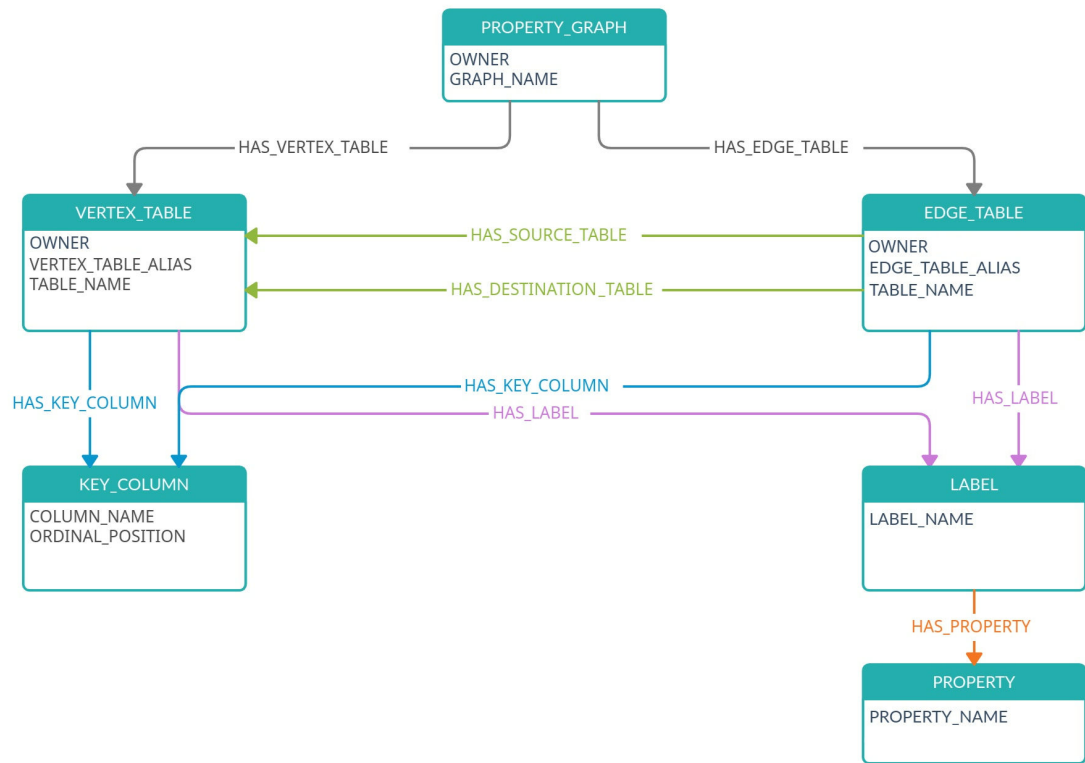 PROPERTY_GRAPH
OWNER
GRAPH_NAME
HAS_VERTEX_TABLE
HAS_EDGE_TABLE
VERTEX_TABLE
OWNER
VERTEX_TABLE_ALIAS
TABLE_NAME
EDGE_TABLE
OWNER
EDGE_TABLE_ALIAS
TABLE_NAME
HAS_SOURCE_TABLE
HAS_DESTINATION_TABLE
HAS_KEY_COLUMN
HAS_KEY_COLUMN
HAS_LABEL
HAS_LABEL
KEY_COLUMN
COLUMN_NAME
ORDINAL_POSITION
LABEL
LABEL_NAME
HAS_PROPERTY
PROPERTY
PROPERTY_NAME